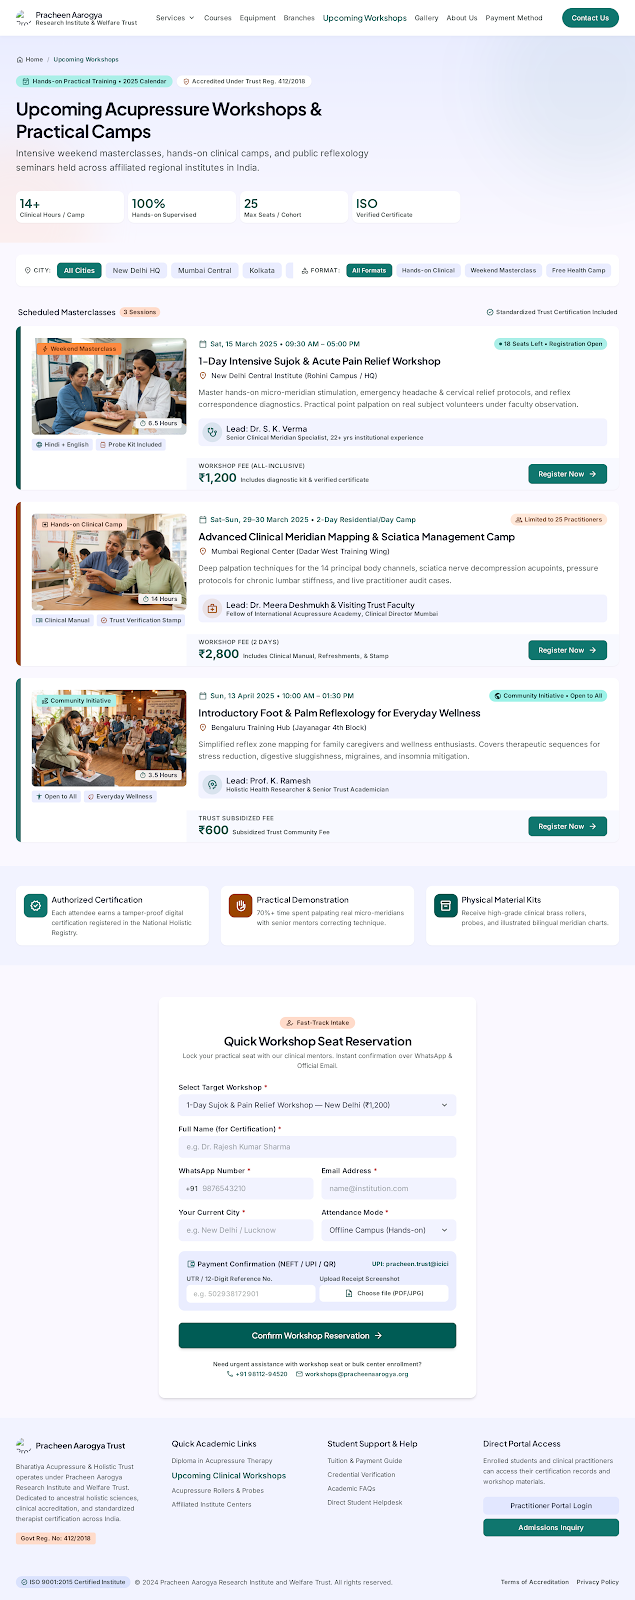 Pracheen Aarogya
Research Institute & Welfare Trust
Services
Courses
Equipment
Branches
Upcoming Workshops
Gallery
About Us
Payment Method
Contact Us
Home / Upcoming Workshops
Hands-on Practical Training • 2025 Calendar
Accredited Under Trust Reg. 412/2018
Upcoming Acupressure Workshops &
Practical Camps
Intensive weekend masterclasses, hands-on clinical camps, and public reflexology
seminars held across affiliated regional institutes in India.
14+
Clinical Hours / Camp
100%
Hands-on Supervised
25
Max Seats / Cohort
ISO
Verified Certificate
CITY:
All Cities
New Delhi HQ
Mumbai Central
Kolkata
FORMAT:
All Formats
Hands-on Clinical
Weekend Masterclass
Free Health Camp
Scheduled Masterclasses
3 Sessions
Standardized Trust Certification Included
Weekend Masterclass
6.5 Hours
Hindi + English
Probe Kit Included
Sat, 15 March 2025 • 09:30 AM – 05:00 PM
18 Seats Left • Registration Open
1-Day Intensive Sujok & Acute Pain Relief Workshop
New Delhi Central Institute (Rohini Campus / HQ)
Master hands-on micro-meridian stimulation, emergency headache & cervical relief protocols, and reflex
correspondence diagnostics. Practical point palpation on real subject volunteers under faculty observation.
Lead: Dr. S. K. Verma
Senior Clinical Meridian Specialist, 22+ yrs institutional experience
WORKSHOP FEE (ALL-INCLUSIVE)
₹1,200 Includes diagnostic kit & verified certificate
Register Now
Hands-on Clinical Camp
14 Hours
Clinical Manual
Trust Verification Stamp
Sat–Sun, 29–30 March 2025 • 2-Day Residential/Day Camp
Limited to 25 Practitioners
Advanced Clinical Meridian Mapping & Sciatica Management Camp
Mumbai Regional Center (Dadar West Training Wing)
Deep palpation techniques for the 14 principal body channels, sciatica nerve decompression acupoints, pressure
protocols for chronic lumbar stiffness, and live practitioner audit cases.
Lead: Dr. Meera Deshmukh & Visiting Trust Faculty
Fellow of International Acupressure Academy, Clinical Director Mumbai
WORKSHOP FEE (2 DAYS)
₹2,800 Includes Clinical Manual, Refreshments, & Stamp
Register Now
Community Initiative
3.5 Hours
Open to All
Everyday Wellness
Sun, 13 April 2025 • 10:00 AM – 01:30 PM
Community Initiative • Open to All
Introductory Foot & Palm Reflexology for Everyday Wellness
Bengaluru Training Hub (Jayanagar 4th Block)
Simplified reflex zone mapping for family caregivers and wellness enthusiasts. Covers therapeutic sequences for
stress reduction, digestive sluggishness, migraines, and insomnia mitigation.
Lead: Prof. K. Ramesh
Holistic Health Researcher & Senior Trust Academician
TRUST SUBSIDIZED FEE
₹600 Subsidized Trust Community Fee
Register Now
Authorized Certification
Each attendee earns a tamper-proof digital
certification registered in the National Holistic
Registry.
Practical Demonstration
70%+ time spent palpating real micro-meridians
with senior mentors correcting technique.
Physical Material Kits
Receive high-grade clinical brass rollers,
probes, and illustrated bilingual meridian charts.
Fast-Track Intake
Quick Workshop Seat Reservation
Lock your practical seat with our clinical mentors. Instant confirmation over WhatsApp &
Official Email.
Select Target Workshop *
1-Day Sujok & Pain Relief Workshop — New Delhi (₹1,200)
Full Name (for Certification) *
e.g. Dr. Rajesh Kumar Sharma
WhatsApp Number *
Email Address *
+91 9876543210
name@institution.com
Your Current City *
Attendance Mode *
e.g. New Delhi / Lucknow
Offline Campus (Hands-on)
Payment Confirmation (NEFT / UPI / QR)
UPI: pracheen.trust@icici
UTR / 12-Digit Reference No.
Upload Receipt Screenshot
e.g. 502938172901
Choose file (PDF/JPG)
Confirm Workshop Reservation
Need urgent assistance with workshop seat or bulk center enrollment?
+91 98112-94520
workshops@pracheenaarogya.org
Pracheen Aarogya Trust
Bharatiya Acupressure & Holistic Trust
operates under Pracheen Aarogya
Research Institute and Welfare Trust.
Dedicated to ancestral holistic sciences,
clinical accreditation, and standardized
therapist certification across India.
Govt Reg. No: 412/2018
Quick Academic Links
Diploma in Acupressure Therapy
Upcoming Clinical Workshops
Acupressure Rollers & Probes
Affiliated Institute Centers
Student Support & Help
Tuition & Payment Guide
Credential Verification
Academic FAQs
Direct Student Helpdesk
Direct Portal Access
Enrolled students and clinical practitioners
can access their certification records and
workshop materials.
Practitioner Portal Login
Admissions Inquiry
ISO 9001:2015 Certified Institute
© 2024 Pracheen Aarogya Research Institute and Welfare Trust. All rights reserved.
Terms of Accreditation
Privacy Policy